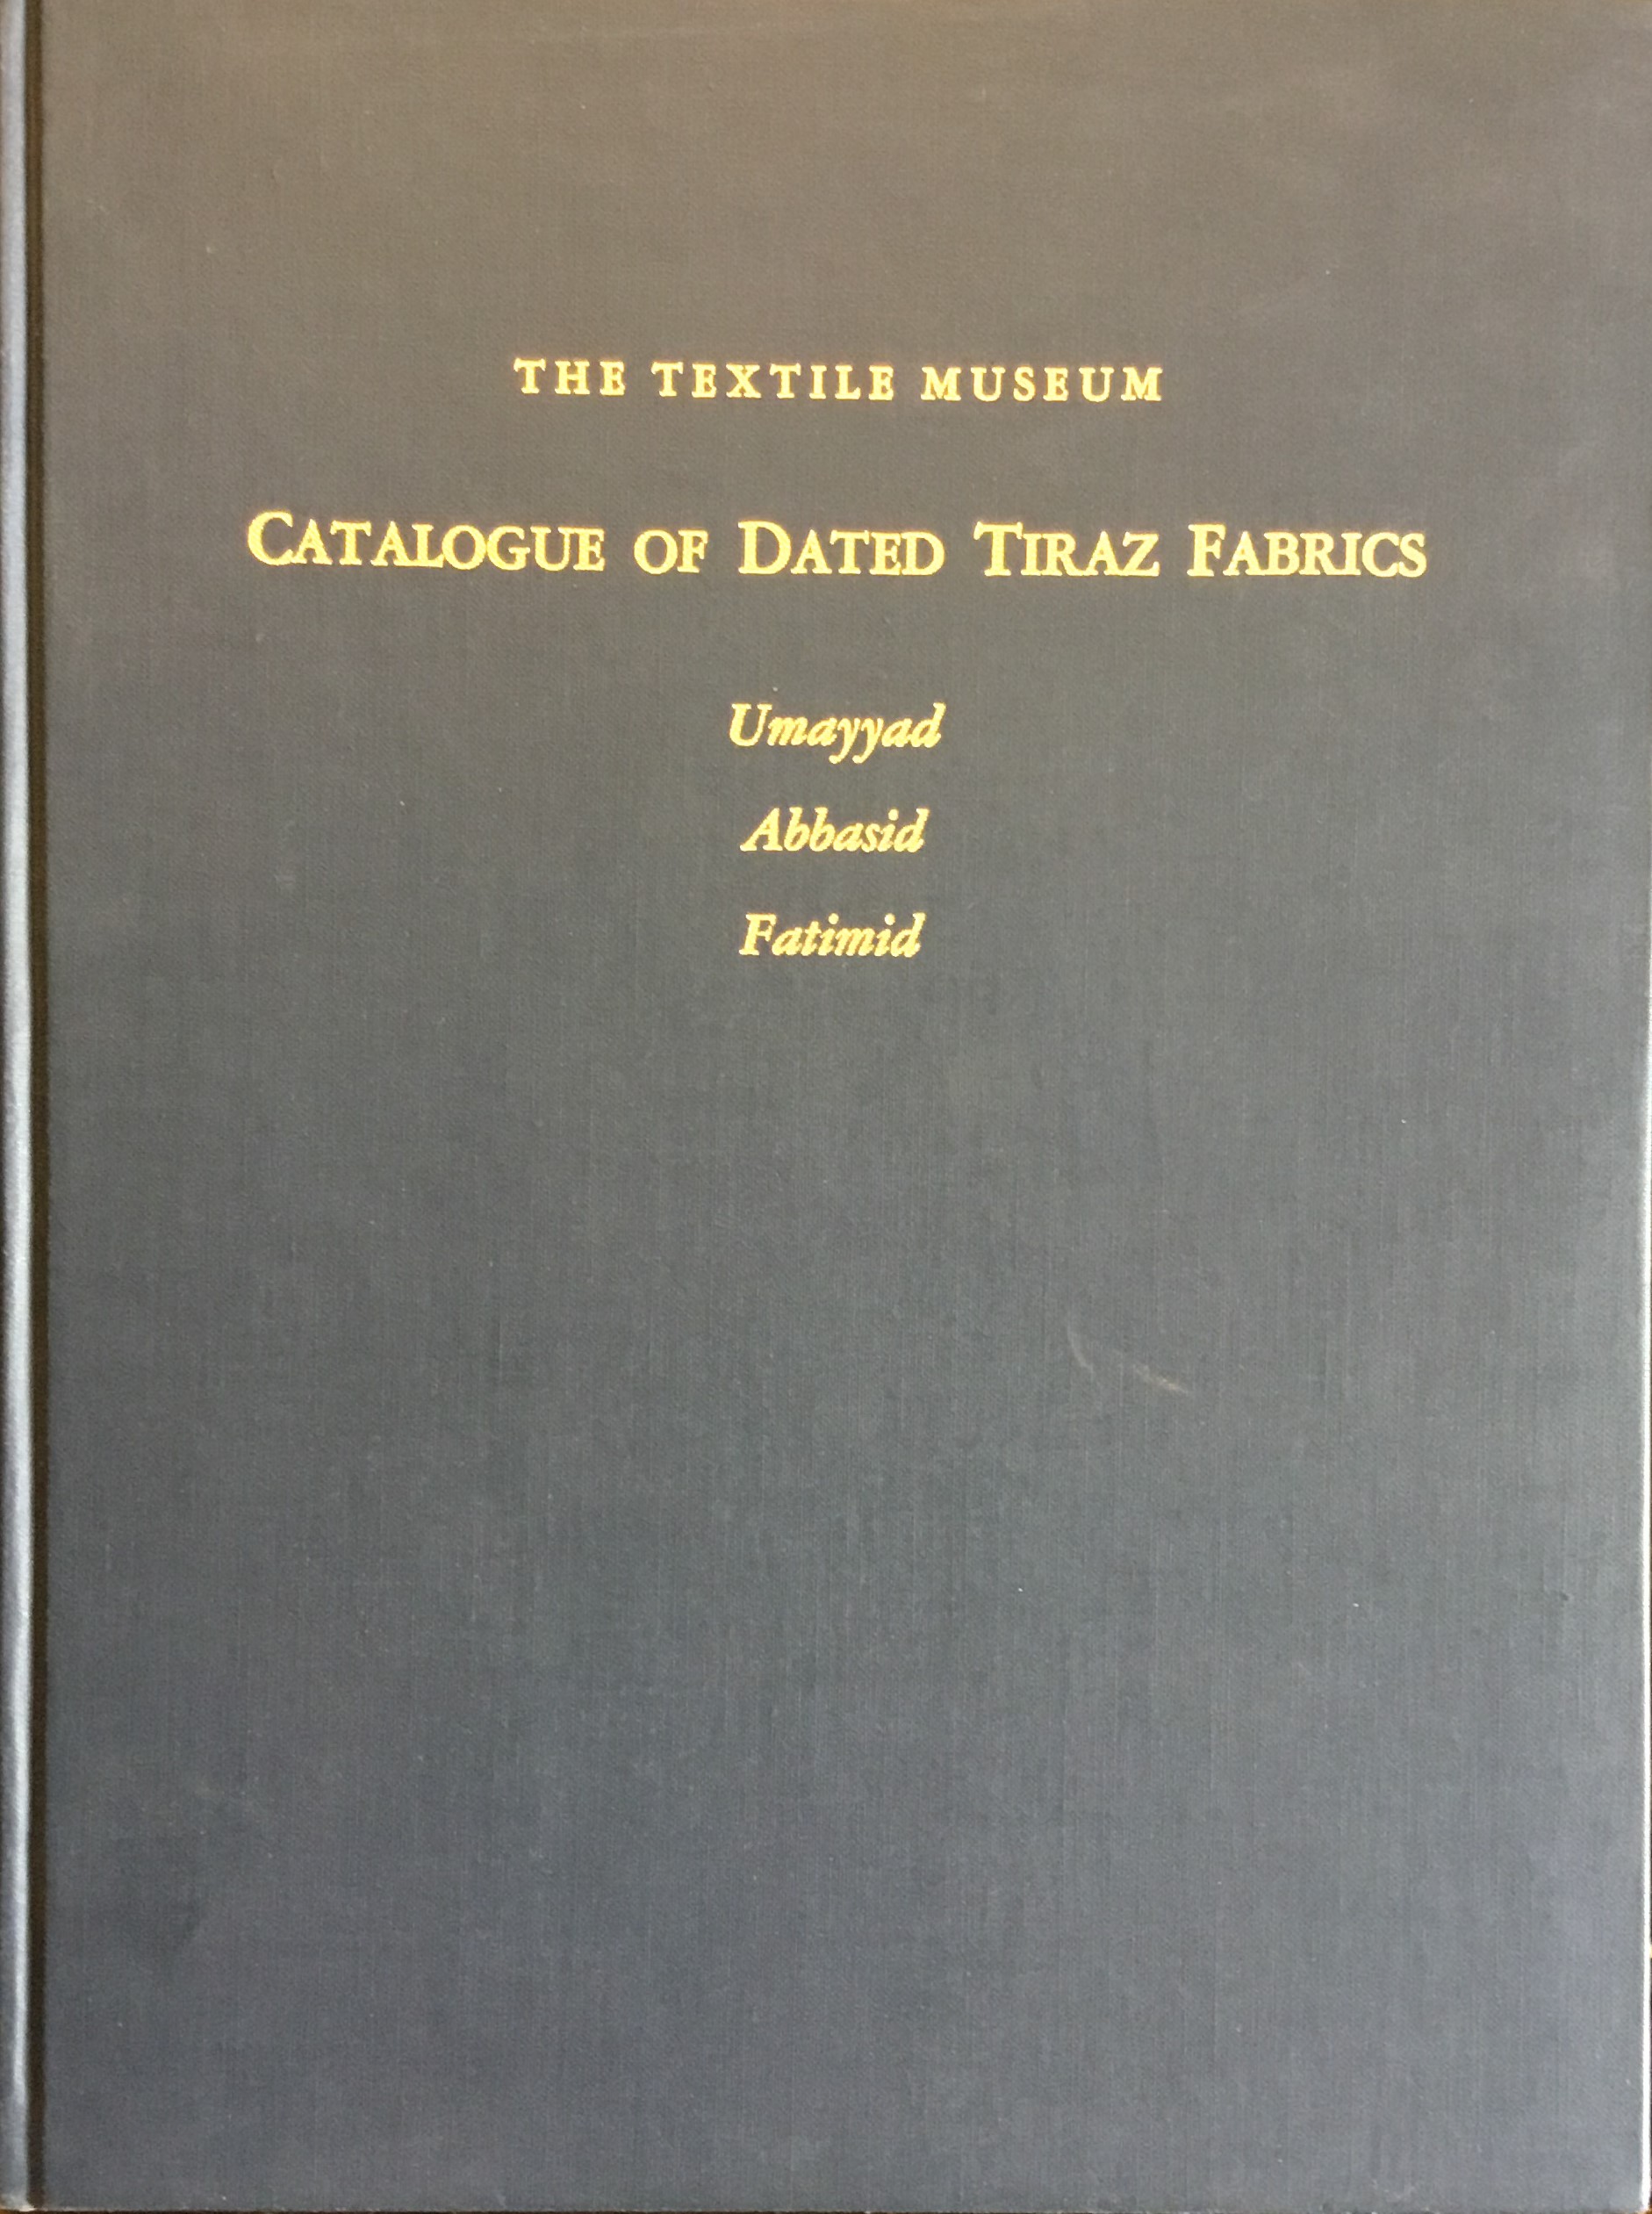 THE TEXTILE MUSEUM
CATALOGUE OF DATED TIRAZ FABRICS
Umayyad
Abbasid
Fatimid